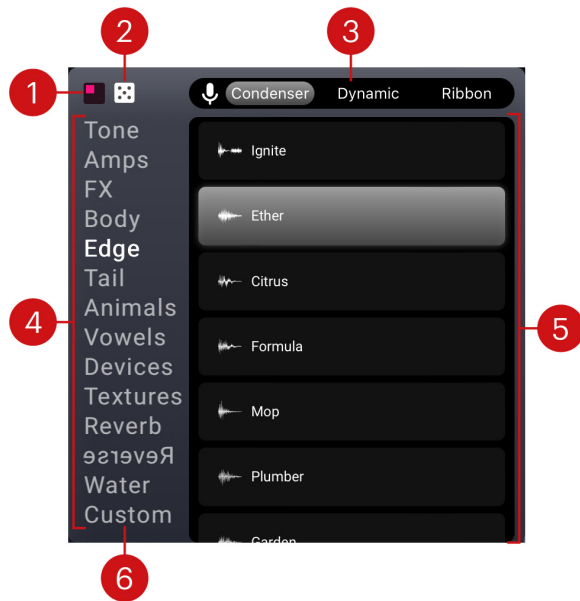 2
3
1
Condenser Dynamic Ribbon
Tone
Amps
FX
Body
Edge
Tail
Animals
Vowels
Devices
Textures
Reverb
Reverse
Water
Custom
4
Ignite
Ether
Citrus
Formula
Mop
Plumber
Garden
5
6